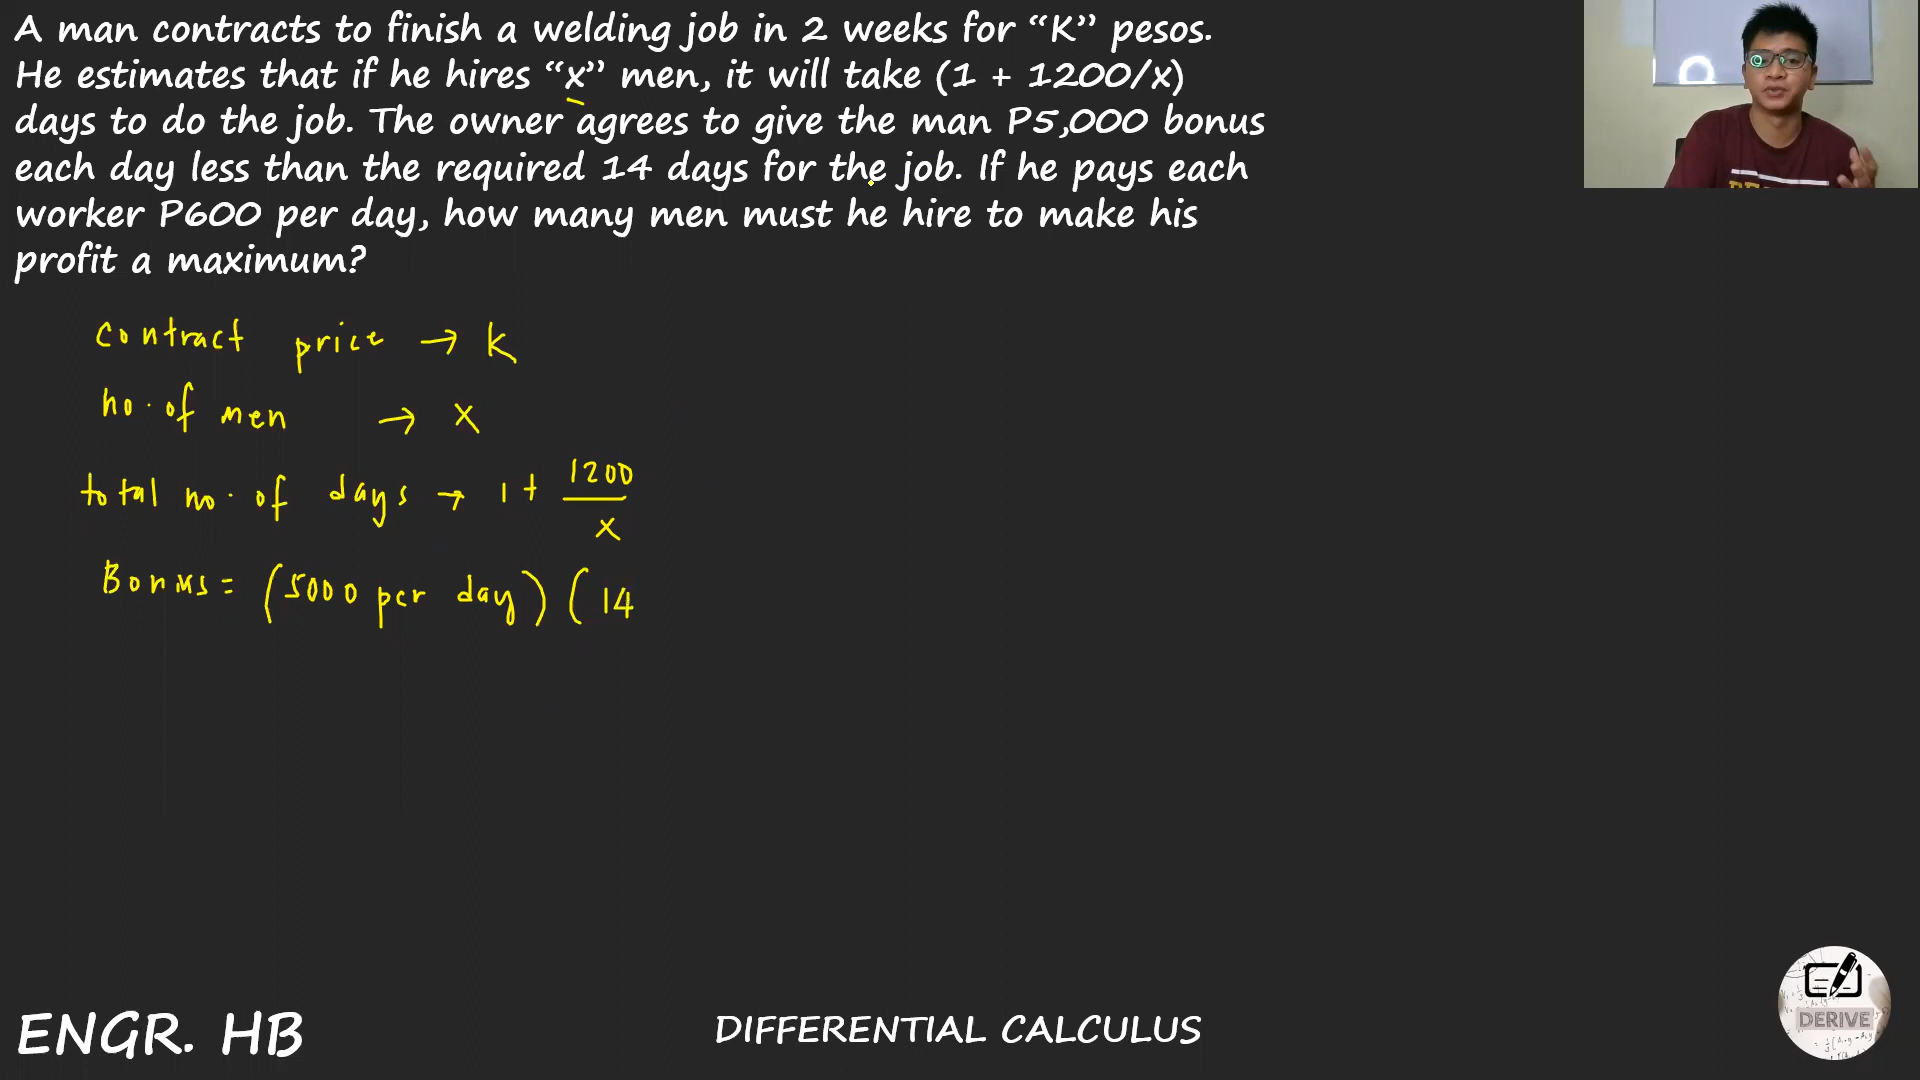 A man contracts to finish a welding job in 2 weeks for “K” pesos.
He estimates that if he hires “x” men, it will take (1 + 1200/x)
days to do the job. The owner agrees to give the man P5,000 bonus
each day less than the required 14 days for the job. If he pays each
worker P600 per day, how many men must he hire to make his
profit a maximum?
contract price → K
no. of men → x
total no. of days → 1 + 1200/x
Bonus = (5000 per day) (14
ENGR. HB
DIFFERENTIAL CALCULUS
DERIVE